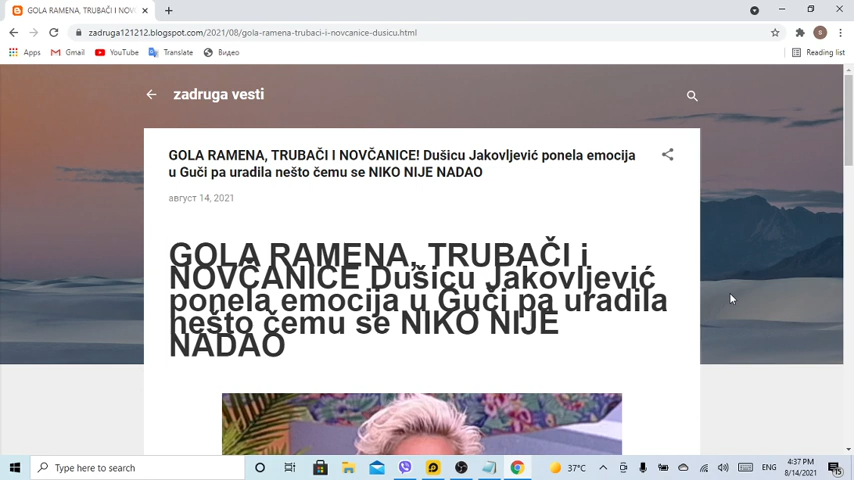 GOLA RAMENA, TRUBAČI I NOVČAN
zadruga121212.blogspot.com/2021/08/gola-ramena-trubaci-i-novcanice-dusicu.html
Apps
Gmail
YouTube
Translate
Видео
Reading list
zadruga vesti
GOLA RAMENA, TRUBAČI I NOVČANICE! Dušicu Jakovljević ponela emocija
u Guči pa uradila nešto čemu se NIKO NIJE NADAO
август 14, 2021
GOLA RAMENA, TRUBAČI i
NOVČANICE Dušicu Jakovljević
ponela emocija u Guči pa uradila
nešto čemu se NIKO NIJE
NADAO
Type here to search
37°C
ENG
4:37 PM
8/14/2021
15